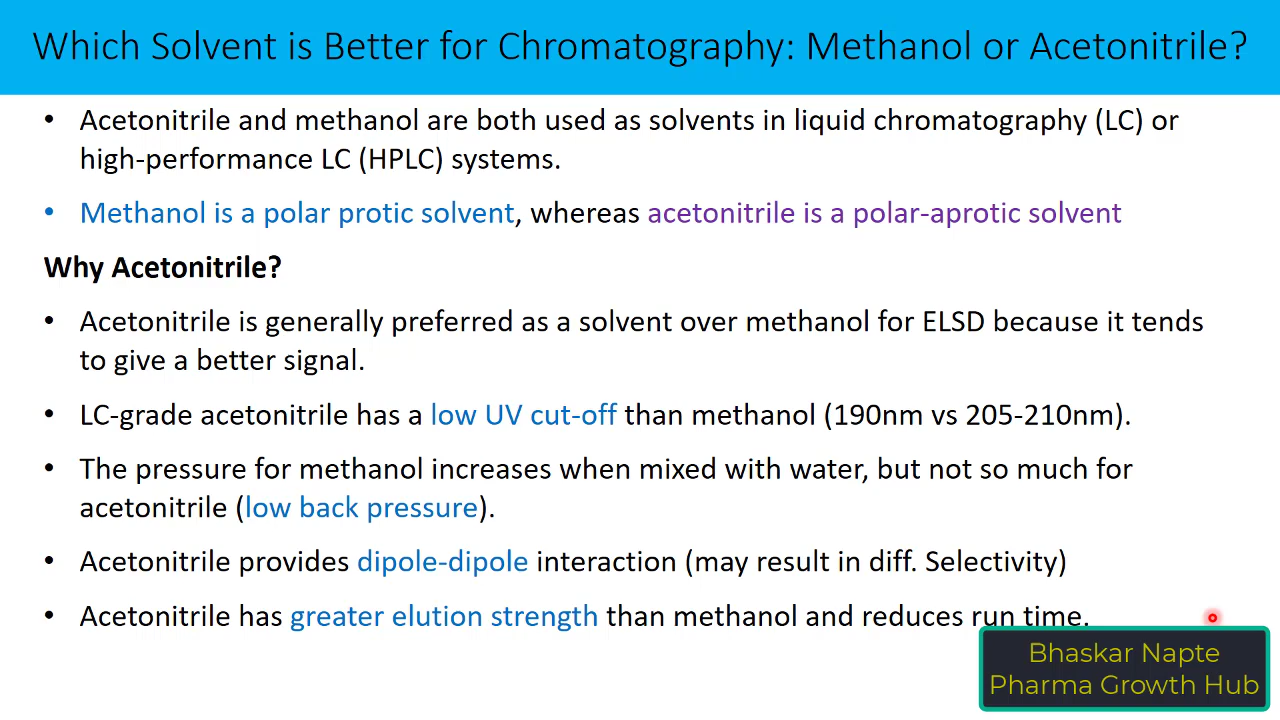 Which Solvent is Better for Chromatography: Methanol or Acetonitrile?
• Acetonitrile and methanol are both used as solvents in liquid chromatography (LC) or
high-performance LC (HPLC) systems.
• Methanol is a polar protic solvent, whereas acetonitrile is a polar-aprotic solvent
Why Acetonitrile?
• Acetonitrile is generally preferred as a solvent over methanol for ELSD because it tends
to give a better signal.
• LC-grade acetonitrile has a low UV cut-off than methanol (190nm vs 205-210nm).
• The pressure for methanol increases when mixed with water, but not so much for
acetonitrile (low back pressure).
• Acetonitrile provides dipole-dipole interaction (may result in diff. Selectivity)
• Acetonitrile has greater elution strength than methanol and reduces run time.
Bhaskar Napte
Pharma Growth Hub